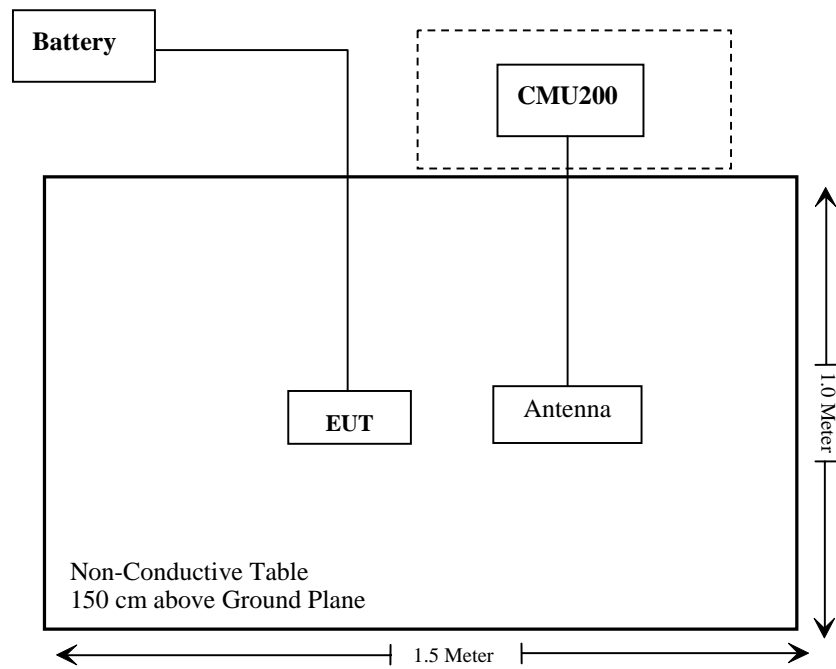 Battery
CMU200
EUT
Antenna
1.0 Meter
Non-Conductive Table
150 cm above Ground Plane
1.5 Meter